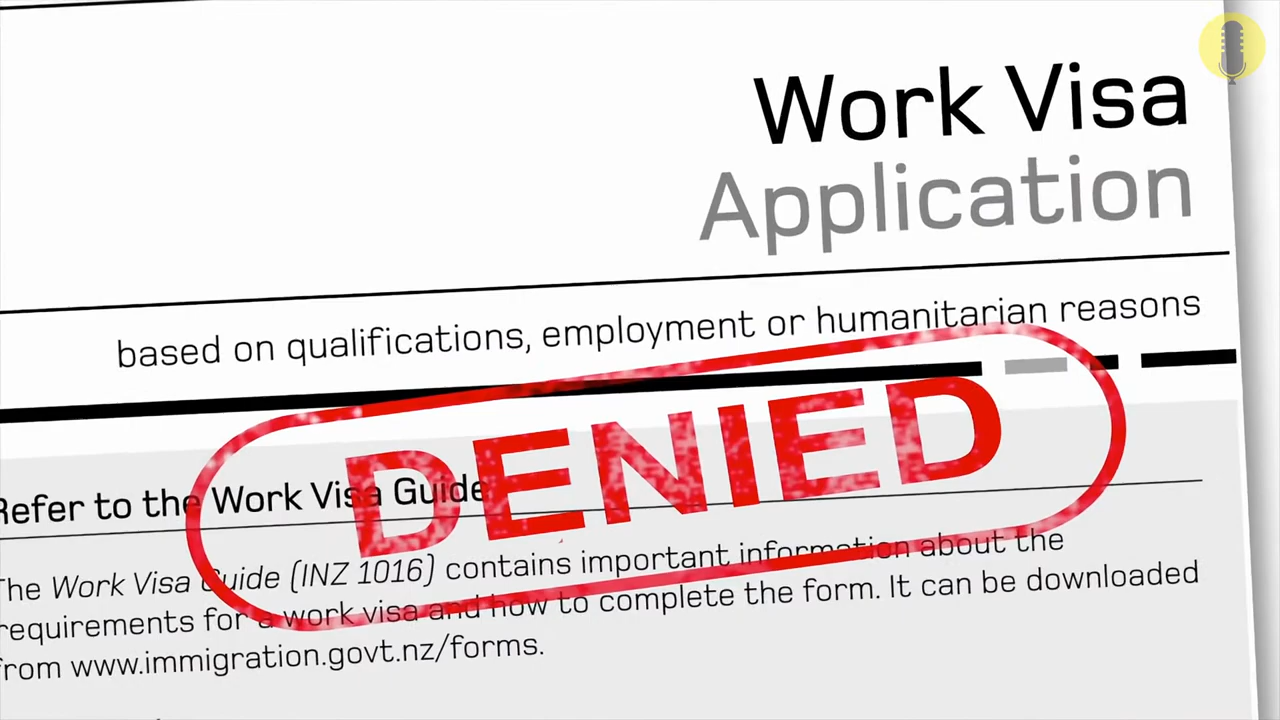 Work Visa
Application
based on qualifications, employment or humanitarian reasons
DENIED
Refer to the Work Visa Guide
The Work Visa Guide (INZ 1016) contains important information about the
requirements for a work visa and how to complete the form. It can be downloaded
from www.immigration.govt.nz/forms.